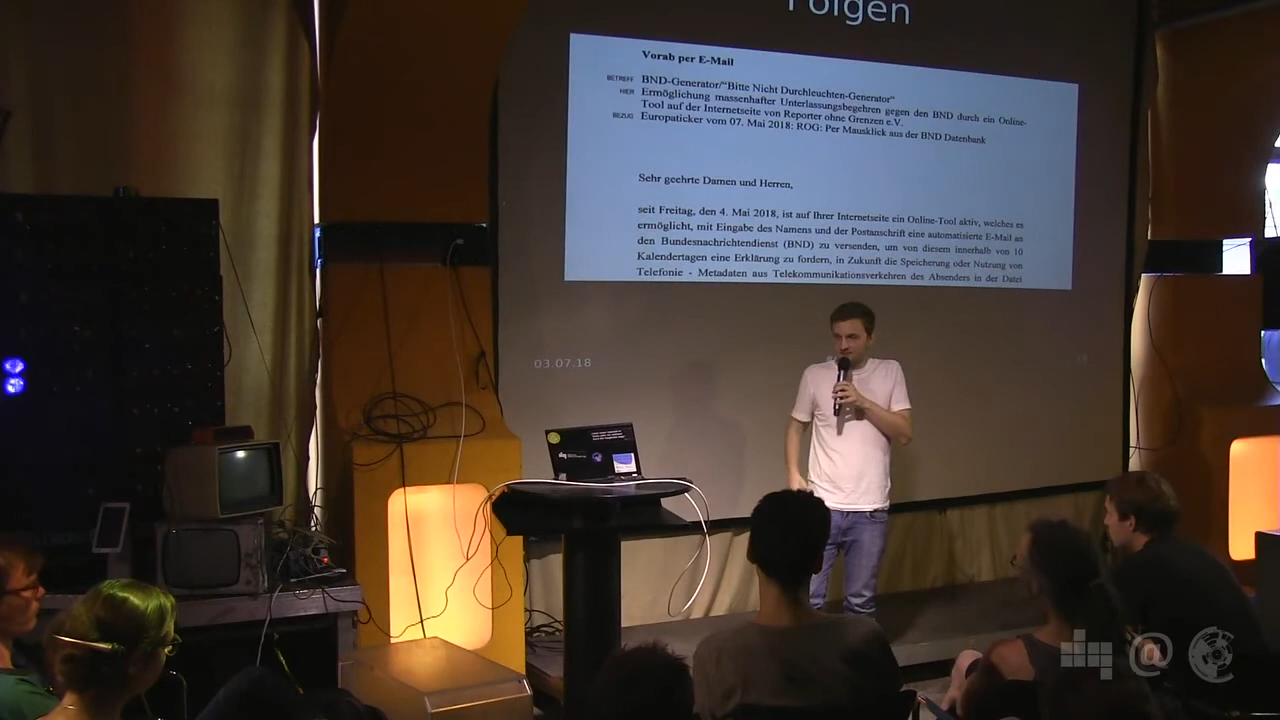 Folgen
Vorab per E-Mail
BETREFF BND-Generator/"Bitte Nicht Durchleuchten-Generator"
HIER Ermöglichung massenhafter Unterlassungsbegehren gegen den BND durch ein Online-
Tool auf der Internetseite von Reporter ohne Grenzen e.V.
BEZUG Europaticker vom 07. Mai 2018: ROG: Per Mausklick aus der BND Datenbank
Sehr geehrte Damen und Herren,
seit Freitag, den 4. Mai 2018, ist auf Ihrer Internetseite ein Online-Tool aktiv, welches es
ermöglicht, mit Eingabe des Namens und der Postanschrift eine automatisierte E-Mail an
den Bundesnachrichtendienst (BND) zu versenden, um von diesem innerhalb von 10
Kalendertagen eine Erklärung zu fordern, in Zukunft die Speicherung oder Nutzung von
Telefonie - Metadaten aus Telekommunikationsverkehren des Absenders in der Datei
03.07.18
@